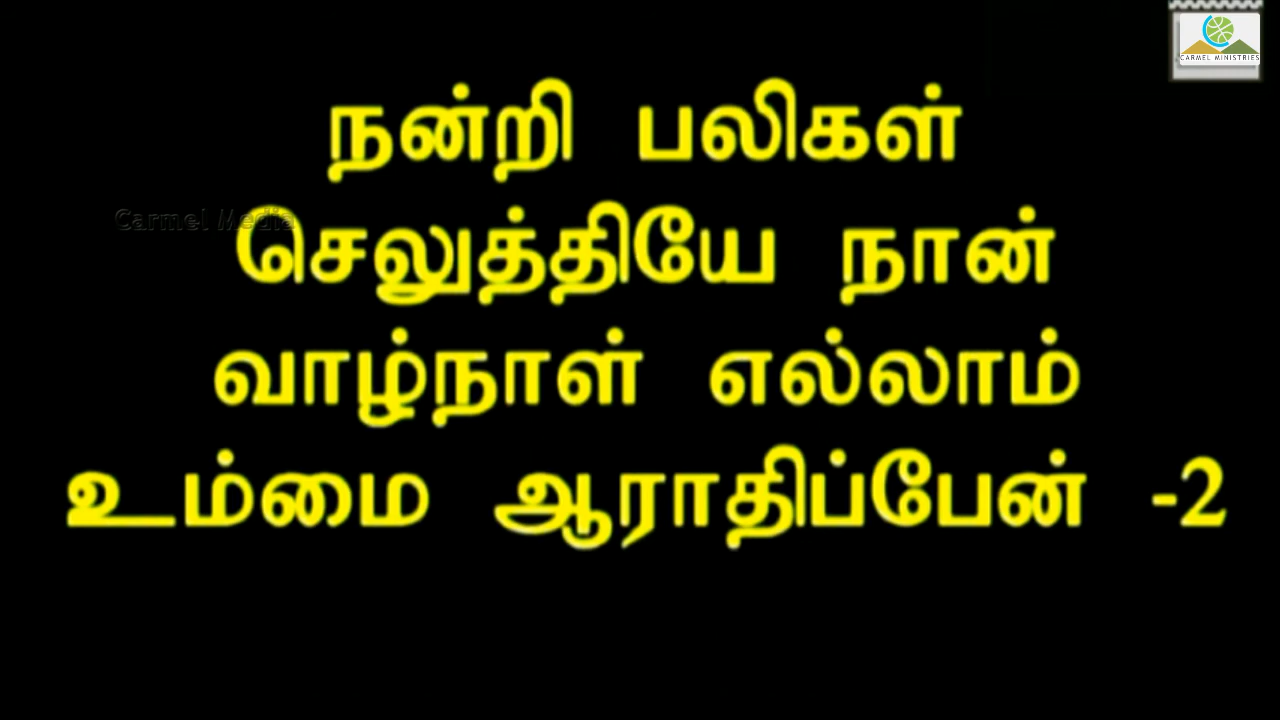 CARMEL MINISTRIES
நன்றி பலிகள்
Carmel Media
செலுத்தியே நான்
வாழ்நாள் எல்லாம்
உம்மை ஆராதிப்பேன் -2